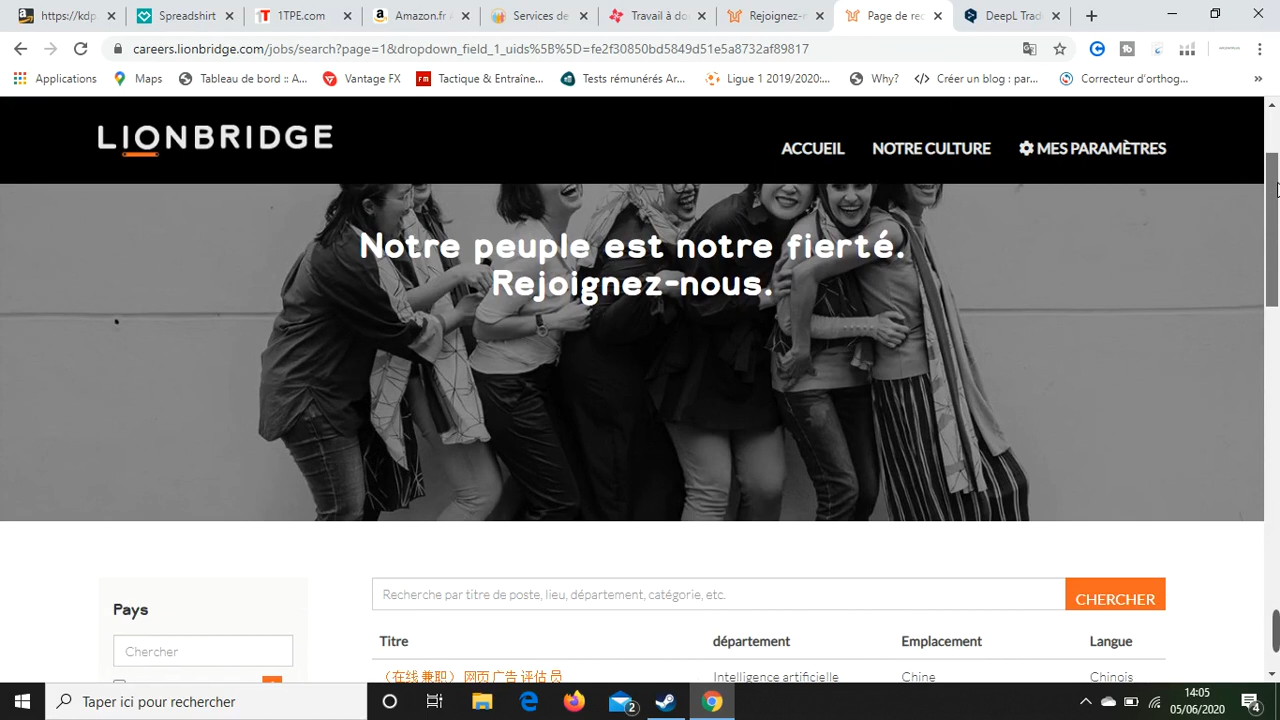 https://kdp
Spreadshirt
1TPE.com
Amazon.fr
Services de
Travail à do
Rejoignez-n
Page de rec
DeepL Trad
careers.lionbridge.com/jobs/search?page=1&dropdown_field_1_uids%5B%5D=fe2f30850bd5849d51e5a8732af89817
Applications
Maps
Tableau de bord :: A...
Vantage FX
Tactique & Entraîne...
Tests rémunérés Ar...
Ligue 1 2019/2020:...
Why?
Créer un blog : par...
Correcteur d'orthog...
»
LIONBRIDGE
ACCUEIL
NOTRE CULTURE
MES PARAMÈTRES
Notre peuple est notre fierté.
Rejoignez-nous.
Pays
Chercher
Recherche par titre de poste, lieu, département, catégorie, etc.
CHERCHER
Titre
département
Emplacement
Langue
（在线 兼职） 网页 广告 评估 员
Intelligence artificielle
Chine
Chinois
Taper ici pour rechercher
2
14:05
05/06/2020
4